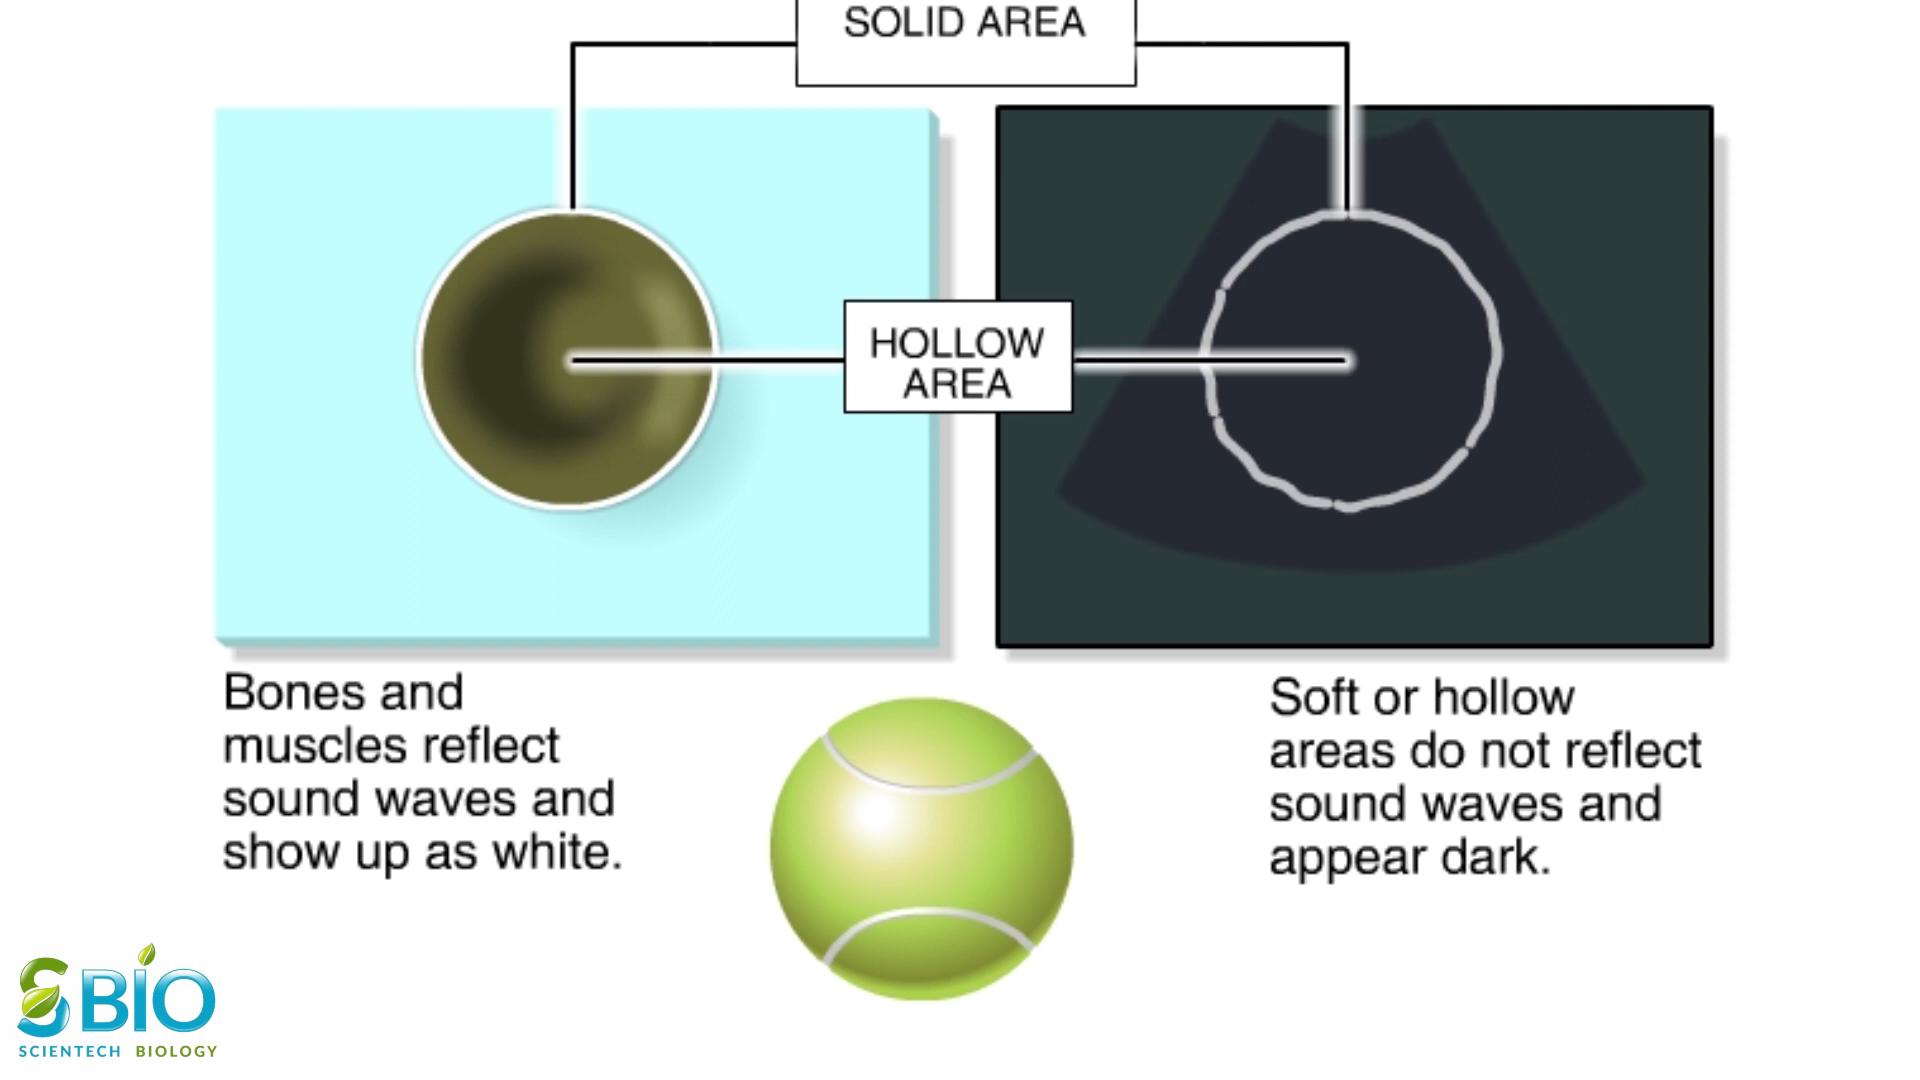 SOLID AREA
HOLLOW
AREA
Bones and
muscles reflect
sound waves and
show up as white.
Soft or hollow
areas do not reflect
sound waves and
appear dark.
SBIO
SCIENTECH BIOLOGY